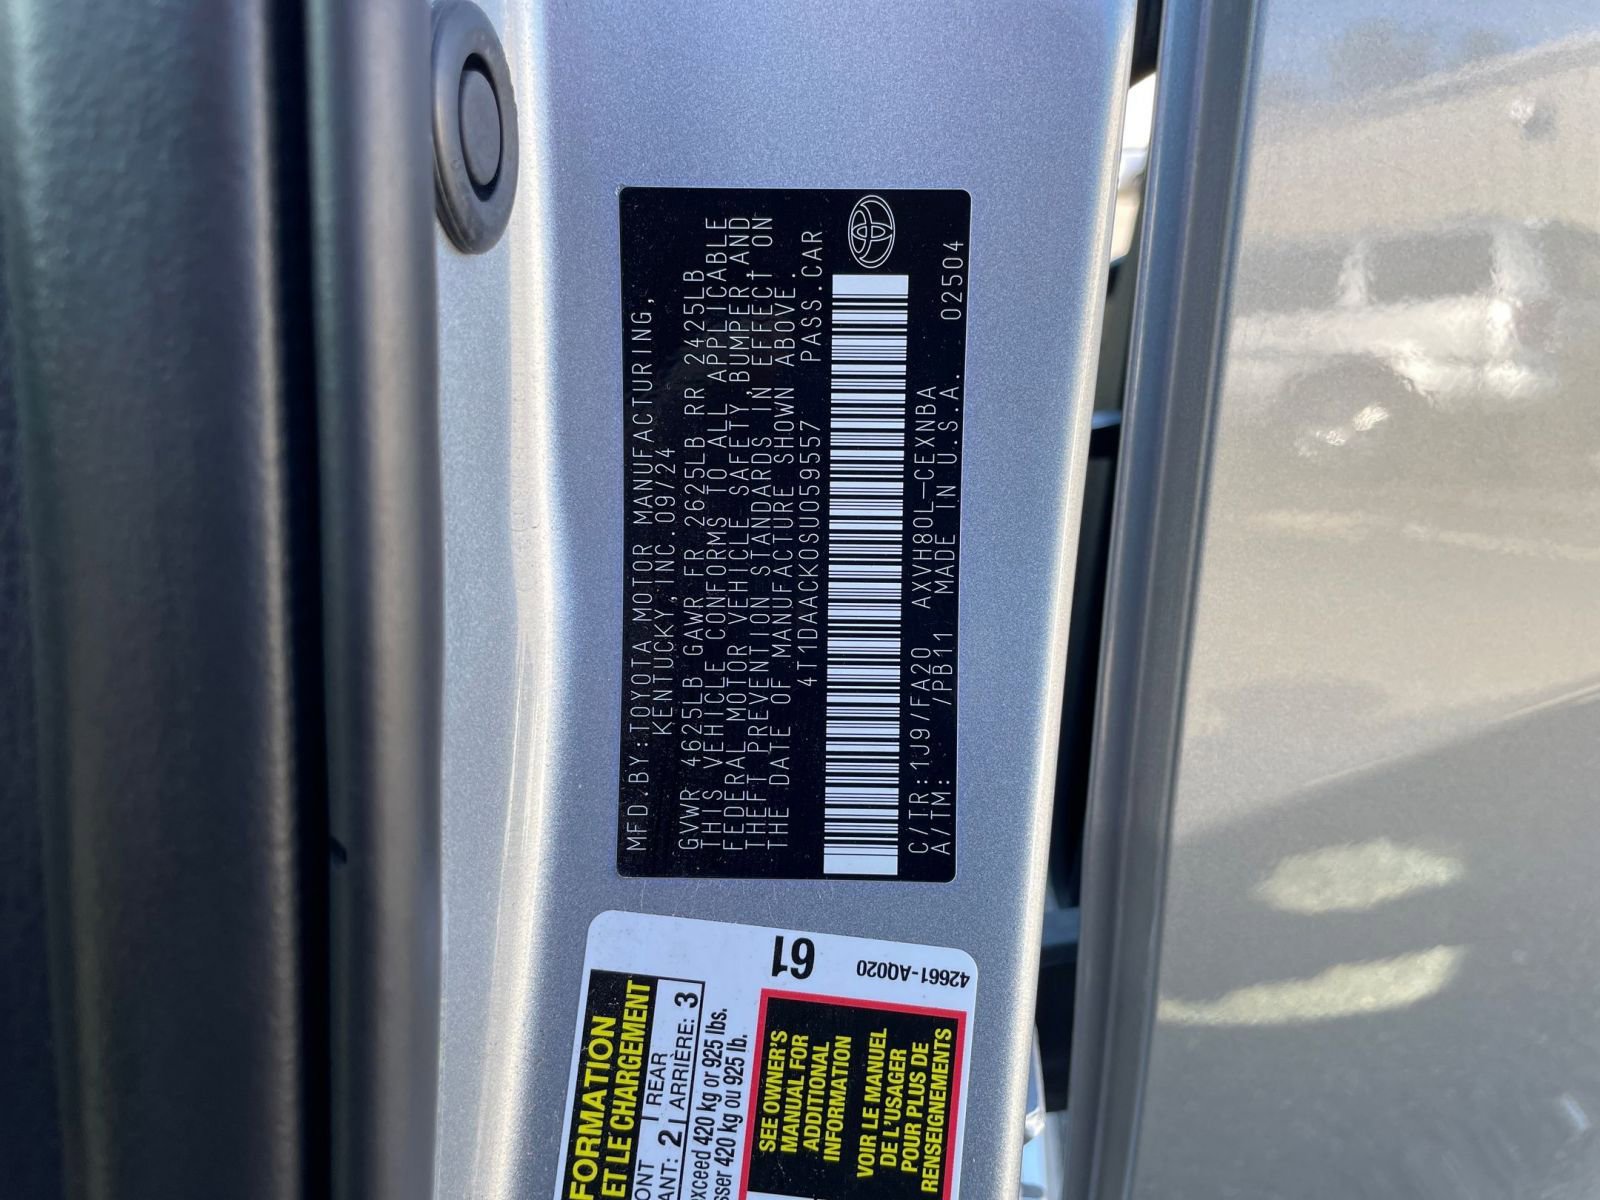 MFD.BY:TOYOTA MOTOR MANUFACTURING,
KENTUCKY,INC.09/24
GVWR 4625LB GAWR FR 2625LB RR 2425LB
THIS VEHICLE CONFORMS TO ALL APPLICABLE
FEDERAL MOTOR VEHICLE SAFETY,BUMPER,AND
THEFT PREVENTION STANDARDS IN EFFECT ON
THE DATE OF MANUFACTURE SHOWN ABOVE.
4T1DAACK0SU059557 PASS.CAR
C/TR:1J9/FA20 AXVH80L-CEXNBA
A/TM: /PB11 MADE IN U.S.A. 02504
61
42661-AQ020
FORMATION
ET LE CHARGEMENT
ONT | REAR
ANT: 2 | ARRIÈRE: 3
exceed 420 kg or 925 lbs.
sser 420 kg ou 925 lb.
SEE OWNER'S
MANUAL FOR
ADDITIONAL
INFORMATION
VOIR LE MANUEL
DE L'USAGER
POUR PLUS DE
RENSEIGNEMENTS